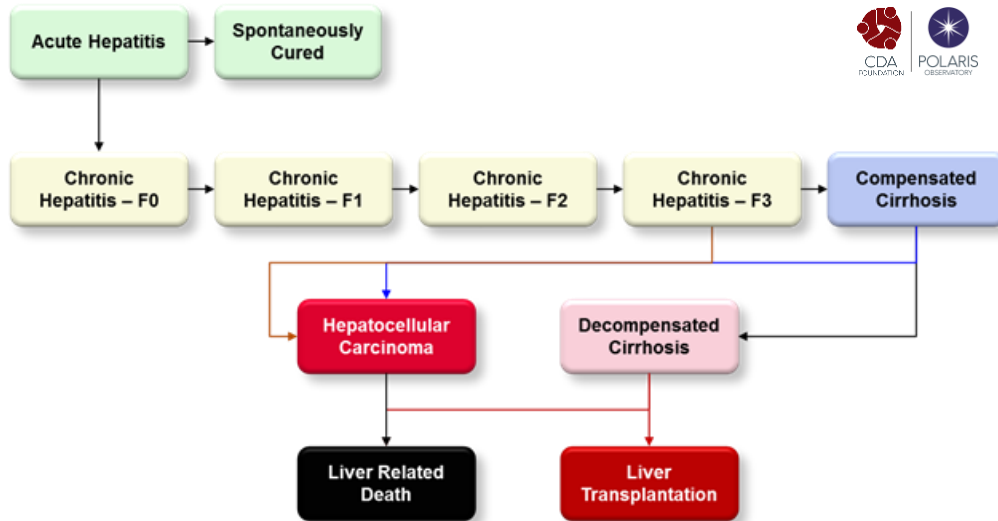 Acute Hepatitis
Spontaneously
Cured
CDA
FOUNDATION
POLARIS
OBSERVATORY
Chronic
Hepatitis – F0
Chronic
Hepatitis – F1
Chronic
Hepatitis – F2
Chronic
Hepatitis – F3
Compensated
Cirrhosis
Hepatocellular
Carcinoma
Decompensated
Cirrhosis
Liver Related
Death
Liver
Transplantation